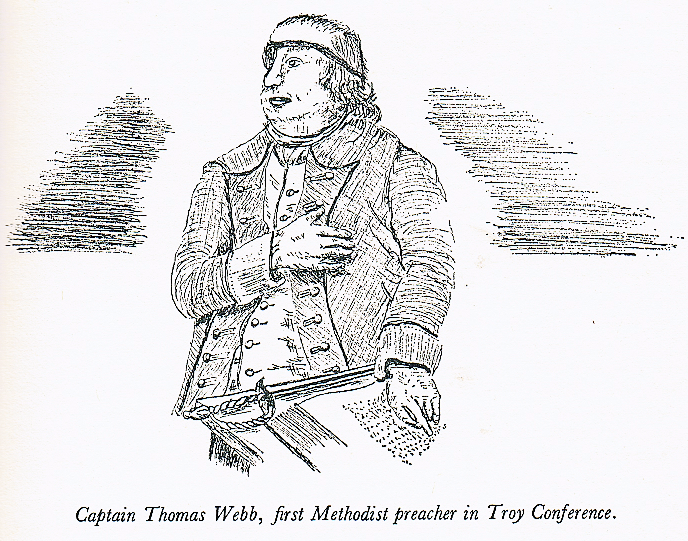 Captain Thomas Webb, first Methodist preacher in Troy Conference.